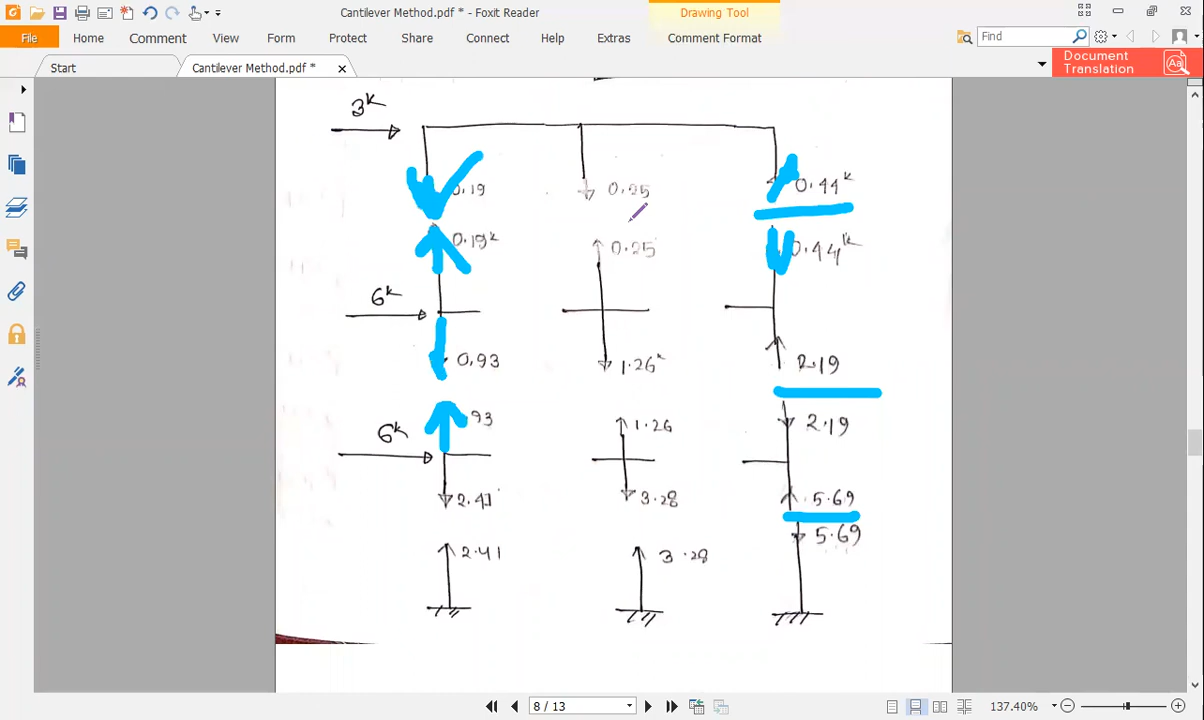 Cantilever Method.pdf * - Foxit Reader
Drawing Tool
File Home Comment View Form Protect Share Connect Help Extras Comment Format
Find
Start
Cantilever Method.pdf *
Document
Translation
3k
0.19 0.25 0.44k
0.19k 0.25 0.44k
6k
0.93 1.26k 2.19
.93 1.26 2.19
6k
2.41 3.28 5.69
2.41 3.28 5.69
8 / 13
137.40%